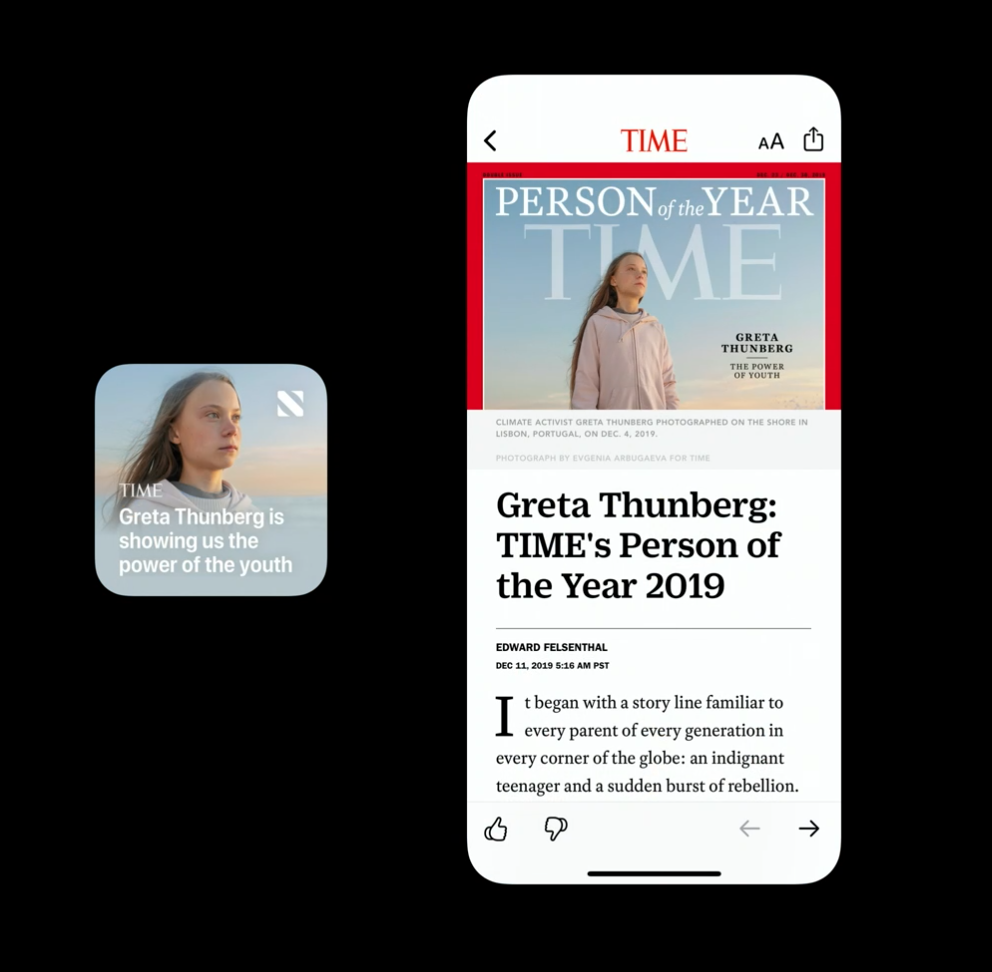 TIME
Greta Thunberg is
showing us the
power of the youth
TIME
AA
PERSON of the YEAR
TIME
GRETA
THUNBERG
THE POWER
OF YOUTH
CLIMATE ACTIVIST GRETA THUNBERG PHOTOGRAPHED ON THE SHORE IN
LISBON, PORTUGAL, ON DEC. 4, 2019.
PHOTOGRAPH BY EVGENIA ARBUGAEVA FOR TIME
Greta Thunberg:
TIME's Person of
the Year 2019
EDWARD FELSENTHAL
DEC 11, 2019 5:16 AM PST
It began with a story line familiar to
every parent of every generation in
every corner of the globe: an indignant
teenager and a sudden burst of rebellion.